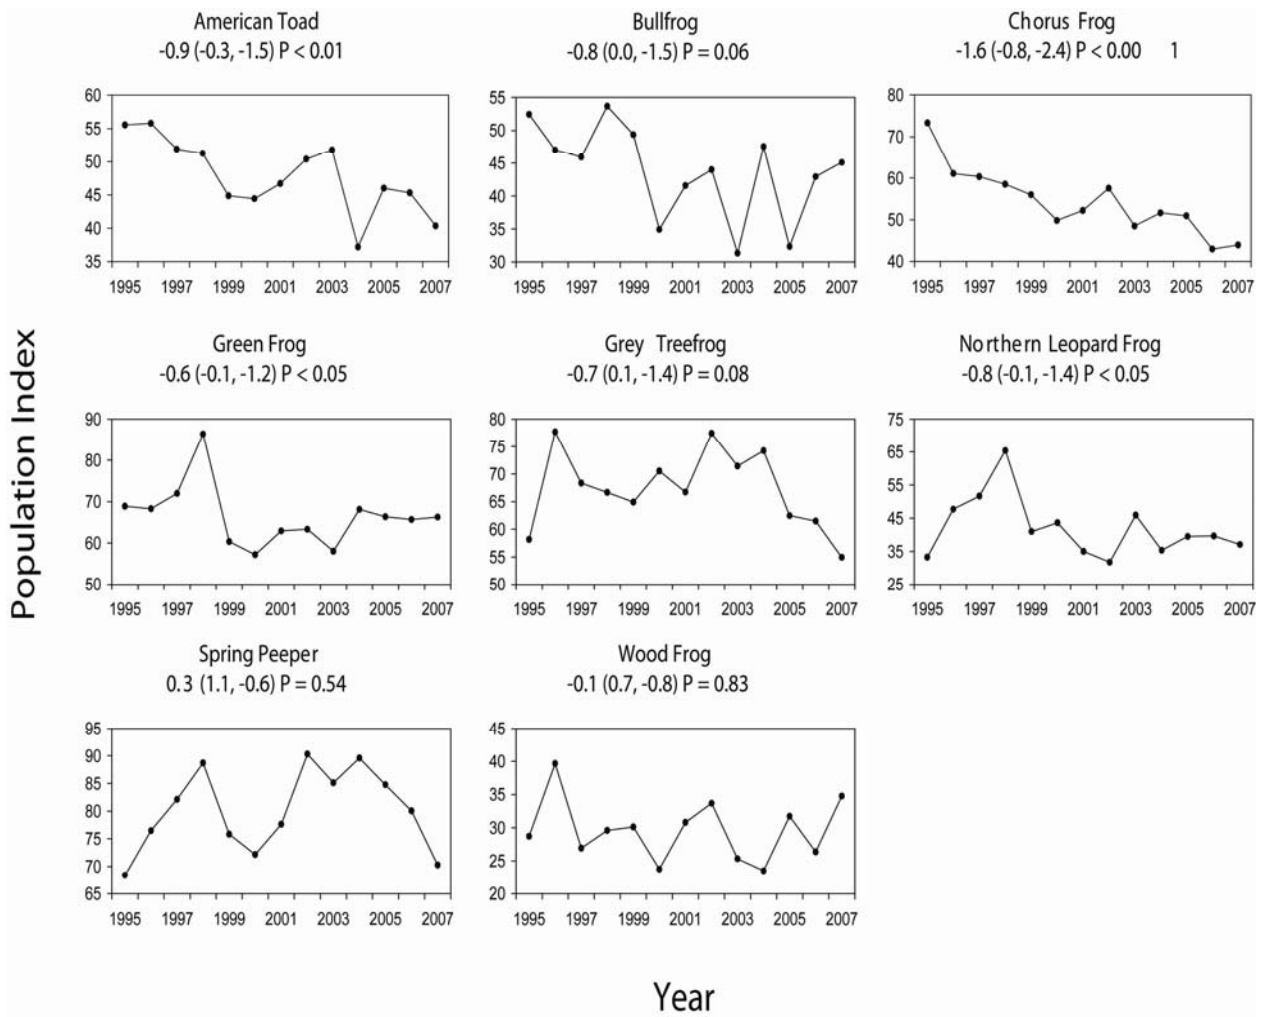 American Toad
-0.9 (-0.3, -1.5) P < 0.01
60
55
50
45
40
35
1995 1997 1999 2001 2003 2005 2007
Bullfrog
-0.8 (0.0, -1.5) P = 0.06
55
50
45
40
35
30
1995 1997 1999 2001 2003 2005 2007
Chorus Frog
-1.6 (-0.8, -2.4) P < 0.00 1
80
70
60
50
40
1995 1997 1999 2001 2003 2005 2007
Population Index
Green Frog
-0.6 (-0.1, -1.2) P < 0.05
90
80
70
60
50
1995 1997 1999 2001 2003 2005 2007
Grey Treefrog
-0.7 (0.1, -1.4) P = 0.08
80
75
70
65
60
55
50
1995 1997 1999 2001 2003 2005 2007
Northern Leopard Frog
-0.8 (-0.1, -1.4) P < 0.05
75
65
55
45
35
25
1995 1997 1999 2001 2003 2005 2007
Spring Peeper
0.3 (1.1, -0.6) P = 0.54
95
90
85
80
75
70
65
1995 1997 1999 2001 2003 2005 2007
Wood Frog
-0.1 (0.7, -0.8) P = 0.83
45
40
35
30
25
20
1995 1997 1999 2001 2003 2005 2007
Year